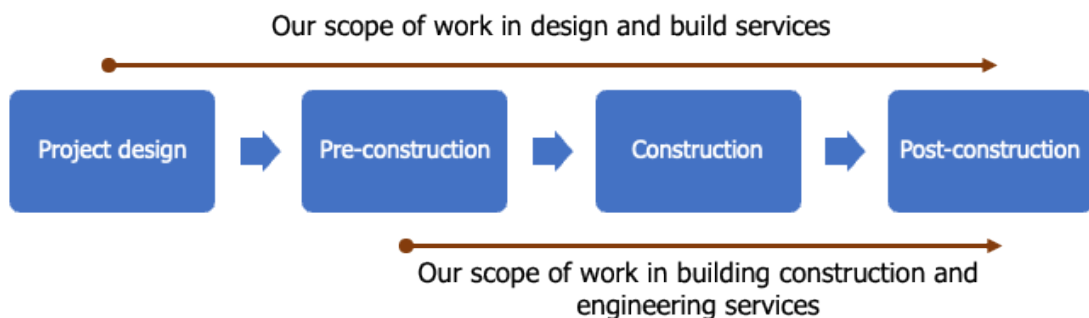 Our scope of work in design and build services
Project design
Pre-construction
Construction
Post-construction
Our scope of work in building construction and
engineering services